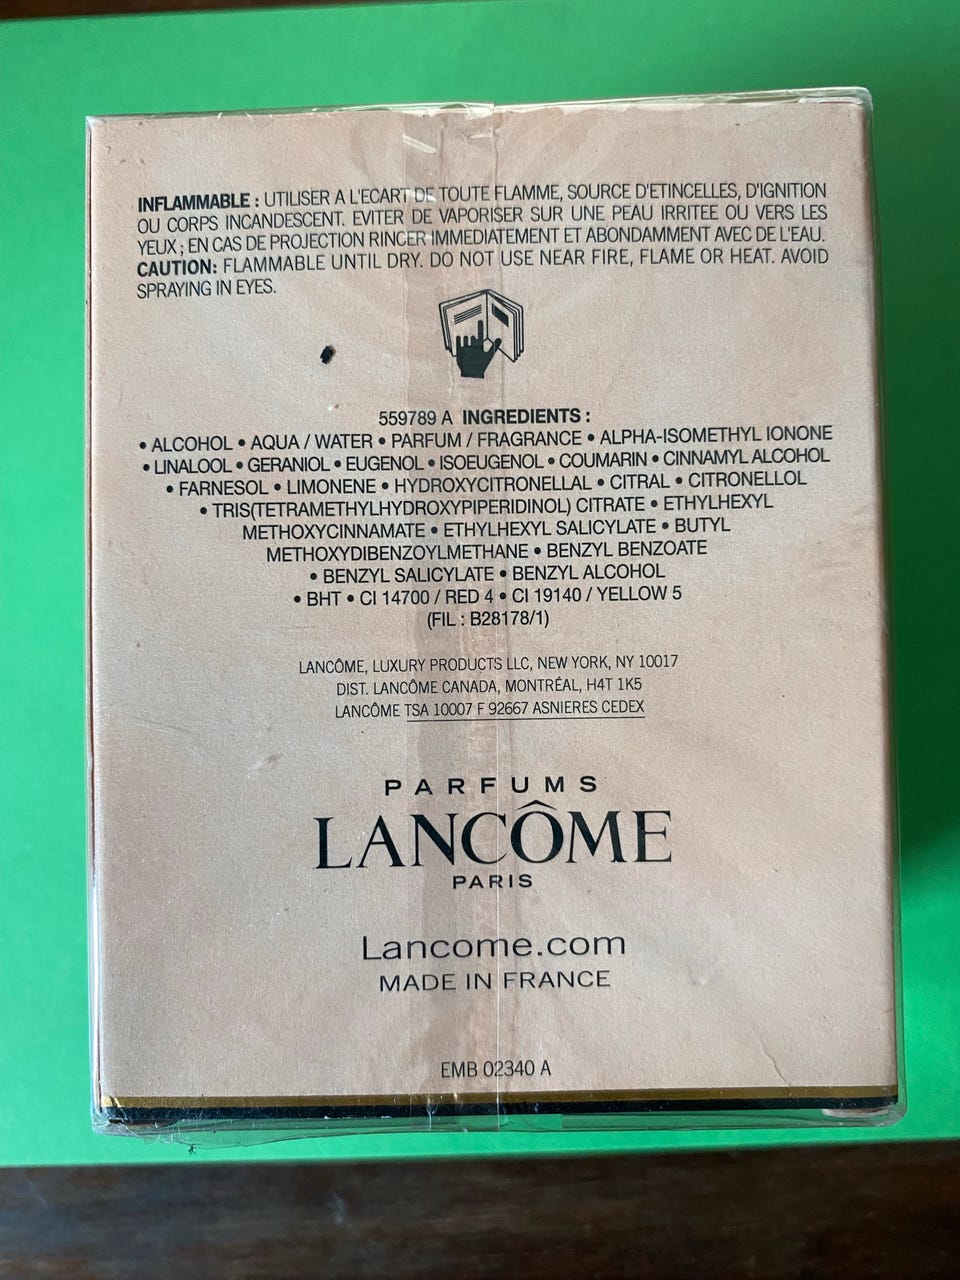 INFLAMMABLE : UTILISER A L'ECART DE TOUTE FLAMME, SOURCE D'ETINCELLES, D'IGNITION
OU CORPS INCANDESCENT. EVITER DE VAPORISER SUR UNE PEAU IRRITEE OU VERS LES
YEUX ; EN CAS DE PROJECTION RINCER IMMEDIATEMENT ET ABONDAMMENT AVEC DE L'EAU.
CAUTION: FLAMMABLE UNTIL DRY. DO NOT USE NEAR FIRE, FLAME OR HEAT. AVOID
SPRAYING IN EYES.
559789 A INGREDIENTS :
• ALCOHOL • AQUA / WATER • PARFUM / FRAGRANCE • ALPHA-ISOMETHYL IONONE
• LINALOOL • GERANIOL • EUGENOL • ISOEUGENOL • COUMARIN • CINNAMYL ALCOHOL
• FARNESOL • LIMONENE • HYDROXYCITRONELLAL • CITRAL • CITRONELLOL
• TRIS(TETRAMETHYLHYDROXYPIPERIDINOL) CITRATE • ETHYLHEXYL
METHOXYCINNAMATE • ETHYLHEXYL SALICYLATE • BUTYL
METHOXYDIBENZOYLMETHANE • BENZYL BENZOATE
• BENZYL SALICYLATE • BENZYL ALCOHOL
• BHT • CI 14700 / RED 4 • CI 19140 / YELLOW 5
(FIL : B28178/1)
LANCÔME, LUXURY PRODUCTS LLC, NEW YORK, NY 10017
DIST. LANCÔME CANADA, MONTRÉAL, H4T 1K5
LANCÔME TSA 10007 F 92667 ASNIERES CEDEX
PARFUMS
LANCÔME
PARIS
Lancome.com
MADE IN FRANCE
EMB 02340 A